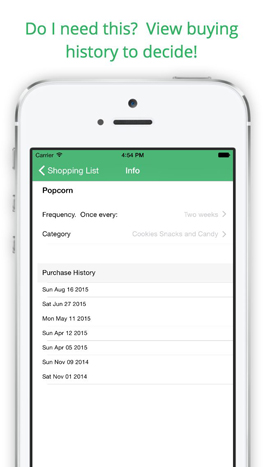 Do I need this? View buying
history to decide!
Carrier 4:54 PM
Shopping List Info
Popcorn
Frequency. Once every: Two weeks
Category Cookies Snacks and Candy
Purchase History
Sun Aug 16 2015
Sat Jun 27 2015
Mon May 11 2015
Sun Apr 12 2015
Sun Apr 05 2015
Sun Nov 09 2014
Sat Nov 01 2014